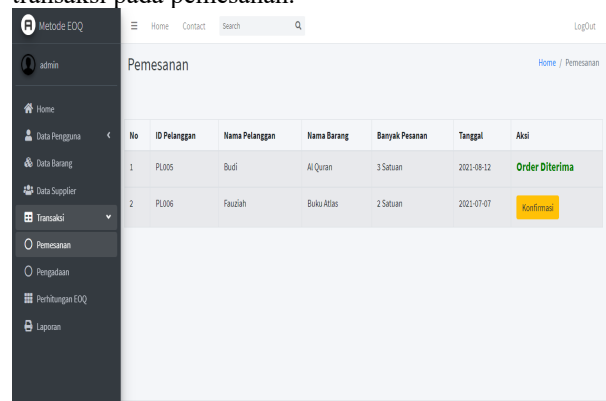 transaksi pada pemesanan.
Metode EOQ
Home Contact Search LogOut
admin
Pemesanan
Home / Pemesanan
Home
Data Pengguna
Data Barang
Data Supplier
Transaksi
Pemesanan
Pengadaan
Perhitungan EOQ
Laporan
No ID Pelanggan Nama Pelanggan Nama Barang Banyak Pesanan Tanggal Aksi
1 PL005 Budi Al Quran 3 Satuan 2021-08-12 Order Diterima
2 PL006 Fauziah Buku Atlas 2 Satuan 2021-07-07 Konfirmasi